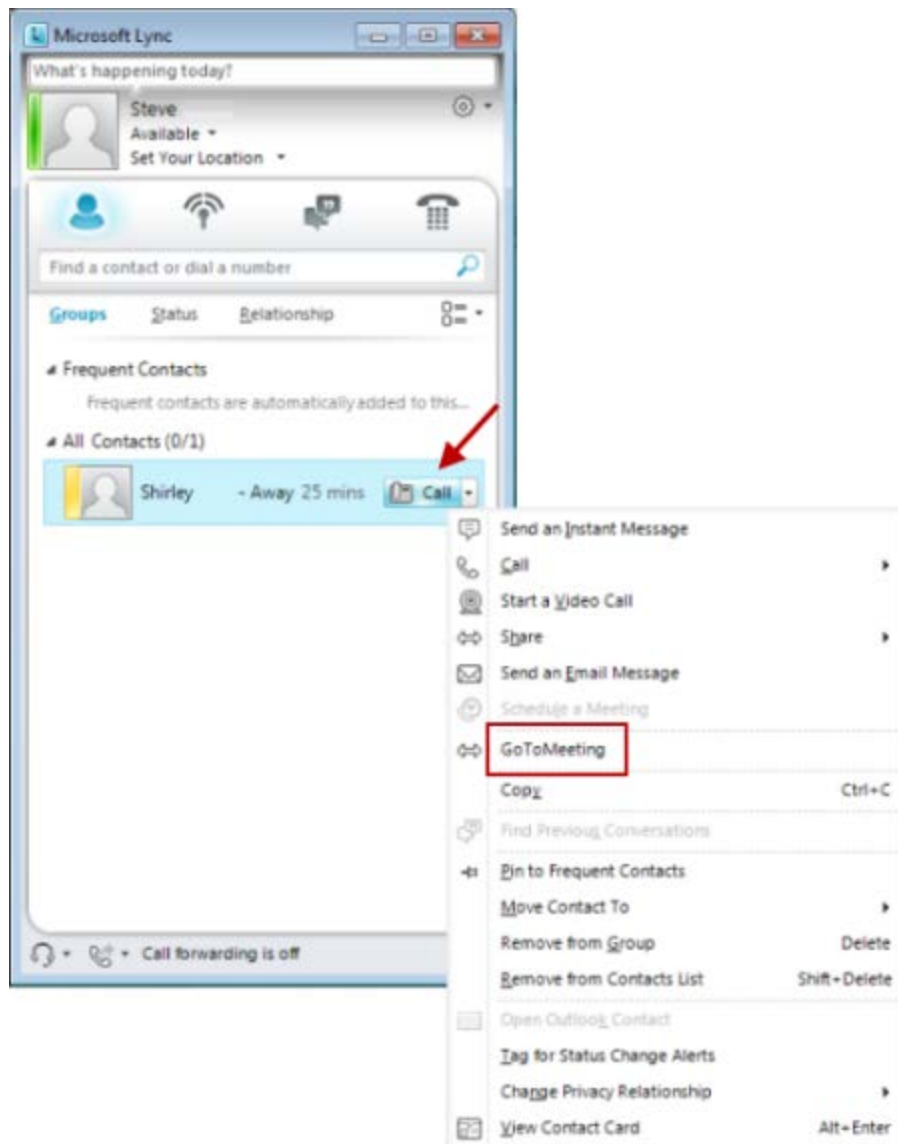 Microsoft Lync
What's happening today?
Steve
Available
Set Your Location
Find a contact or dial a number
Groups Status Relationship
Frequent Contacts
Frequent contacts are automatically added to this...
All Contacts (0/1)
Shirley - Away 25 mins Call
Send an Instant Message
Call
Start a Video Call
Share
Send an Email Message
Schedule a Meeting
GoToMeeting
Copy Ctrl+C
Find Previous Conversations
Pin to Frequent Contacts
Move Contact To
Remove from Group Delete
Remove from Contacts List Shift+Delete
Open Outlook Contact
Tag for Status Change Alerts
Change Privacy Relationship
View Contact Card Alt+Enter
Call forwarding is off